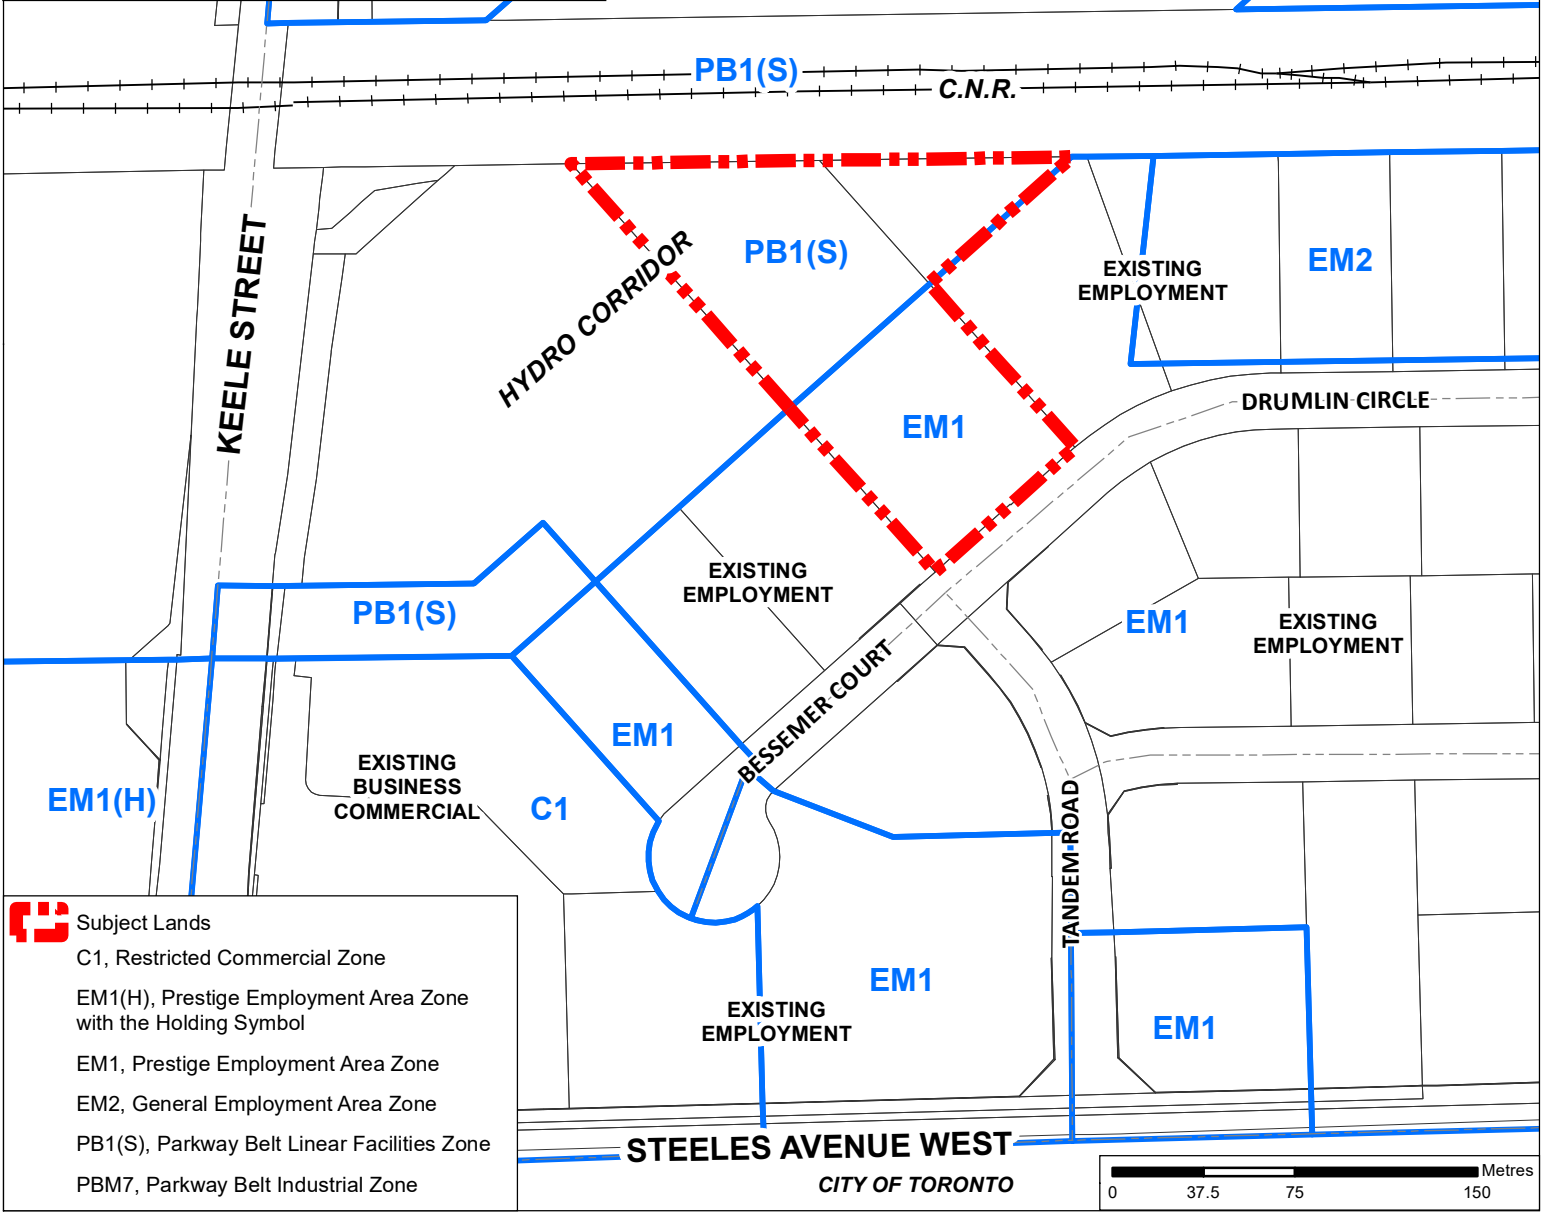 PB1(S)
C.N.R.
KEELE STREET
HYDRO CORRIDOR
PB1(S)
EXISTING
EMPLOYMENT
EM2
DRUMLIN CIRCLE
EM1
EXISTING
EMPLOYMENT
PB1(S)
EM1
EXISTING
EMPLOYMENT
BESSEMER COURT
EM1
EXISTING
BUSINESS
COMMERCIAL
EM1(H)
C1
TANDEM ROAD
EM1
EXISTING
EMPLOYMENT
EM1
STEELES AVENUE WEST
CITY OF TORONTO
Subject Lands
C1, Restricted Commercial Zone
EM1(H), Prestige Employment Area Zone
with the Holding Symbol
EM1, Prestige Employment Area Zone
EM2, General Employment Area Zone
PB1(S), Parkway Belt Linear Facilities Zone
PBM7, Parkway Belt Industrial Zone
Metres
0 37.5 75 150